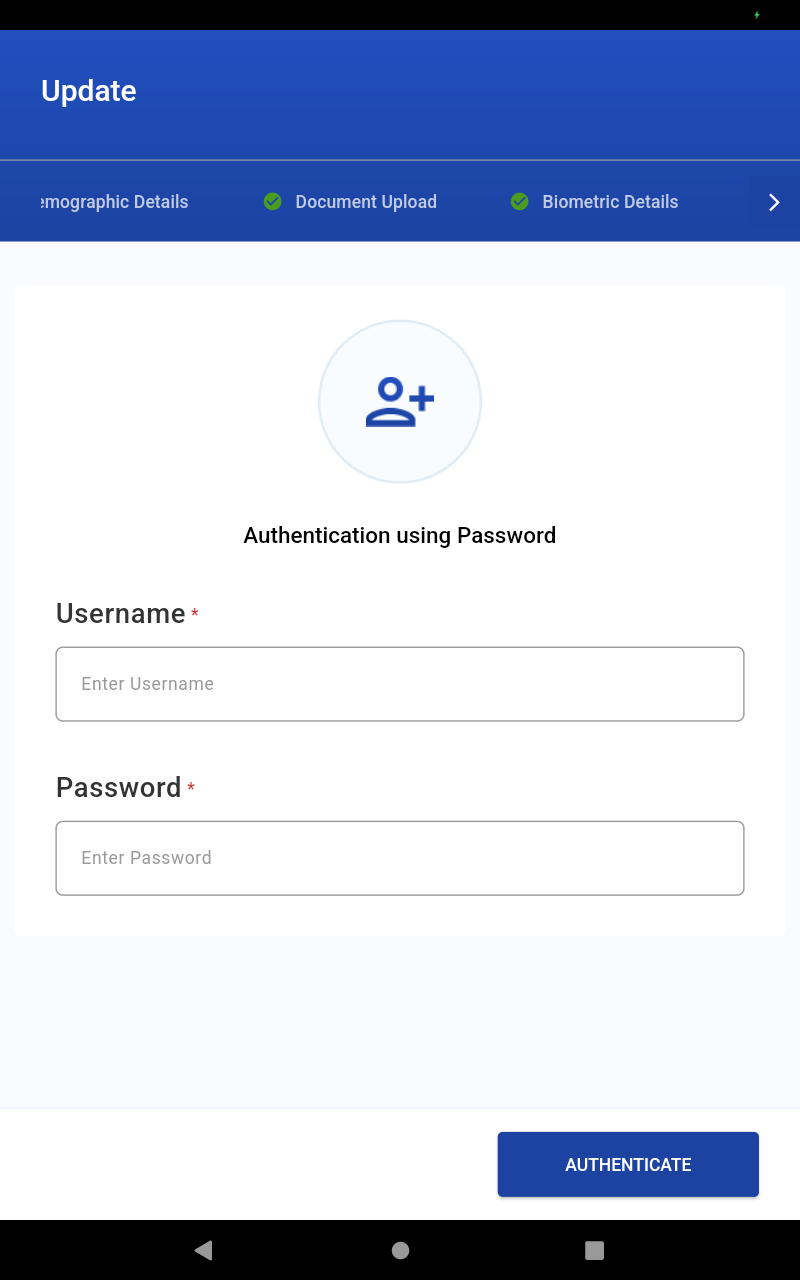 Update
emographic Details
Document Upload
Biometric Details
Authentication using Password
Username *
Enter Username
Password *
Enter Password
AUTHENTICATE